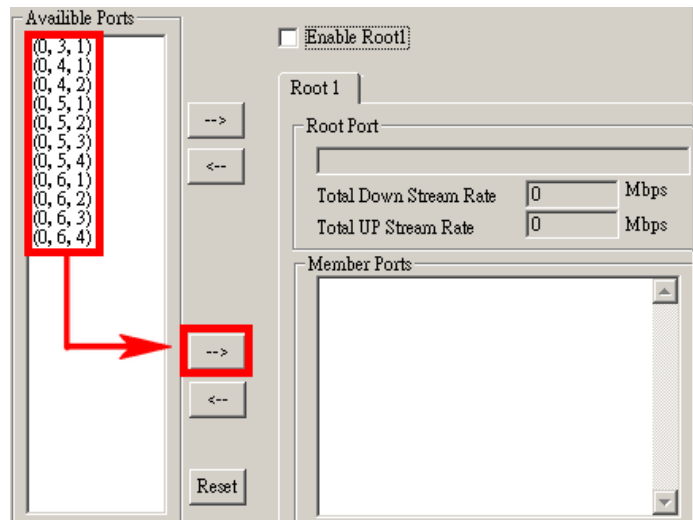 Availible Ports
(0, 3, 1)
(0, 4, 1)
(0, 4, 2)
(0, 5, 1)
(0, 5, 2)
(0, 5, 3)
(0, 5, 4)
(0, 6, 1)
(0, 6, 2)
(0, 6, 3)
(0, 6, 4)
-->
<--
-->
<--
Reset
Enable Root1
Root 1
Root Port
Total Down Stream Rate 0 Mbps
Total UP Stream Rate 0 Mbps
Member Ports